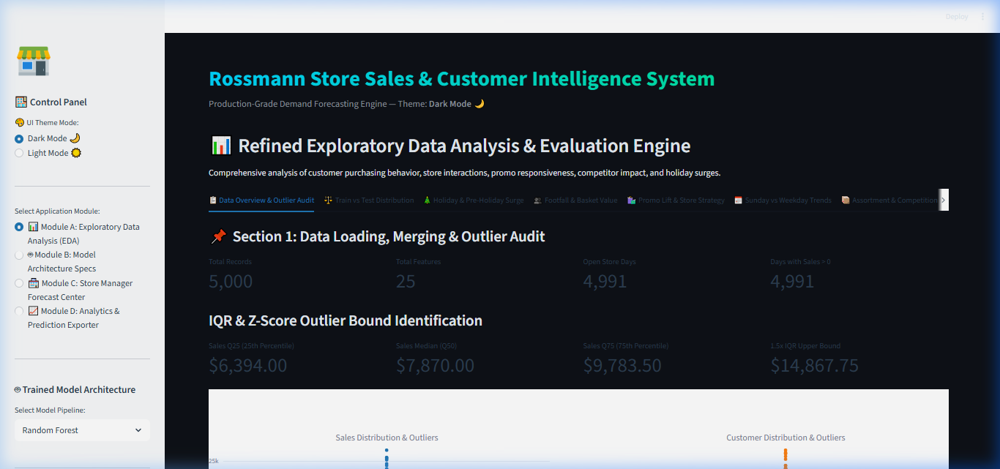 Deploy
Control Panel
UI Theme Mode:
Dark Mode 🌙
Light Mode 🌞
Select Application Module:
📊 Module A: Exploratory Data
Analysis (EDA)
Module B: Model
Architecture Specs
🏪 Module C: Store Manager
Forecast Center
📈 Module D: Analytics &
Prediction Exporter
Trained Model Architecture
Select Model Pipeline:
Random Forest
Rossmann Store Sales & Customer Intelligence System
Production-Grade Demand Forecasting Engine — Theme: Dark Mode 🌙
📊 Refined Exploratory Data Analysis & Evaluation Engine
Comprehensive analysis of customer purchasing behavior, store interactions, promo responsiveness, competitor impact, and holiday surges.
📋 Data Overview & Outlier Audit ⚖️ Train vs Test Distribution 🎄 Holiday & Pre-Holiday Surge 👥 Footfall & Basket Value 🛍️ Promo Lift & Store Strategy 📅 Sunday vs Weekday Trends 📦 Assortment & Competition
📌 Section 1: Data Loading, Merging & Outlier Audit
Total Records Total Features Open Store Days Days with Sales > 0
5,000 25 4,991 4,991
IQR & Z-Score Outlier Bound Identification
Sales Q25 (25th Percentile) Sales Median (Q50) Sales Q75 (75th Percentile) 1.5x IQR Upper Bound
$6,394.00 $7,870.00 $9,783.50 $14,867.75
Sales Distribution & Outliers Customer Distribution & Outliers
25k